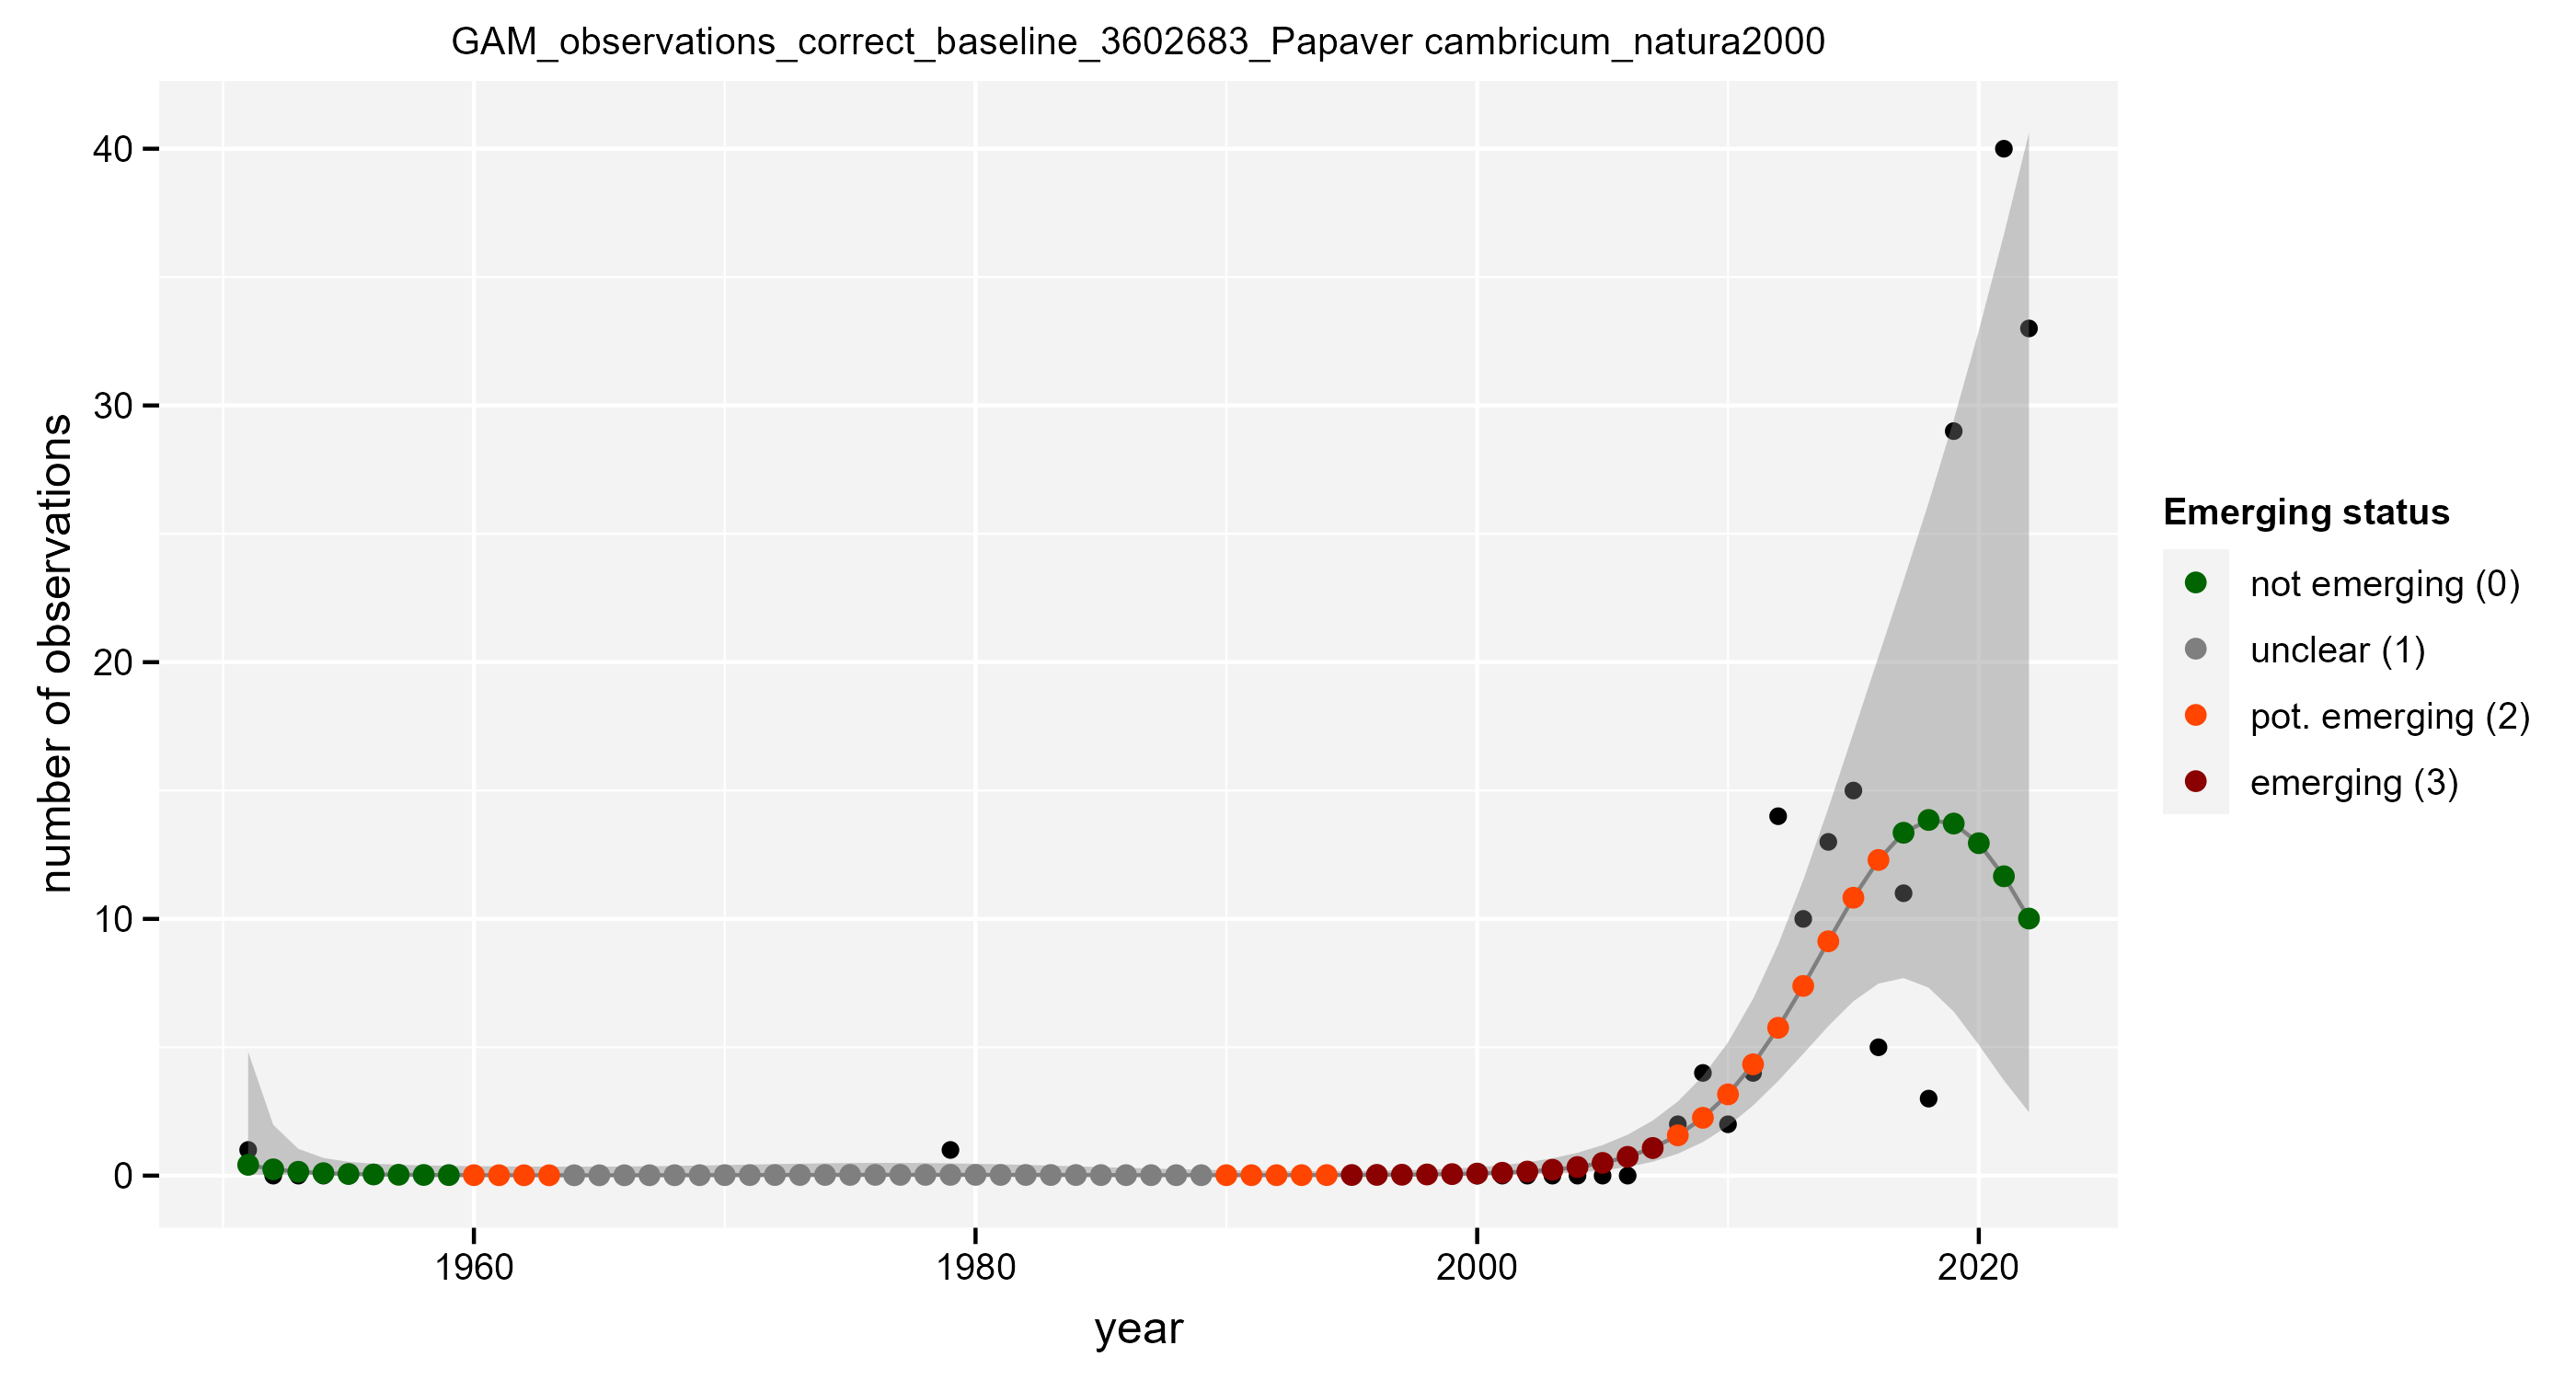 GAM_observations_correct_baseline_3602683_Papaver cambricum_natura2000
number of observations
40
30
20
10
0
1960
1980
2000
2020
year
Emerging status
not emerging (0)
unclear (1)
pot. emerging (2)
emerging (3)